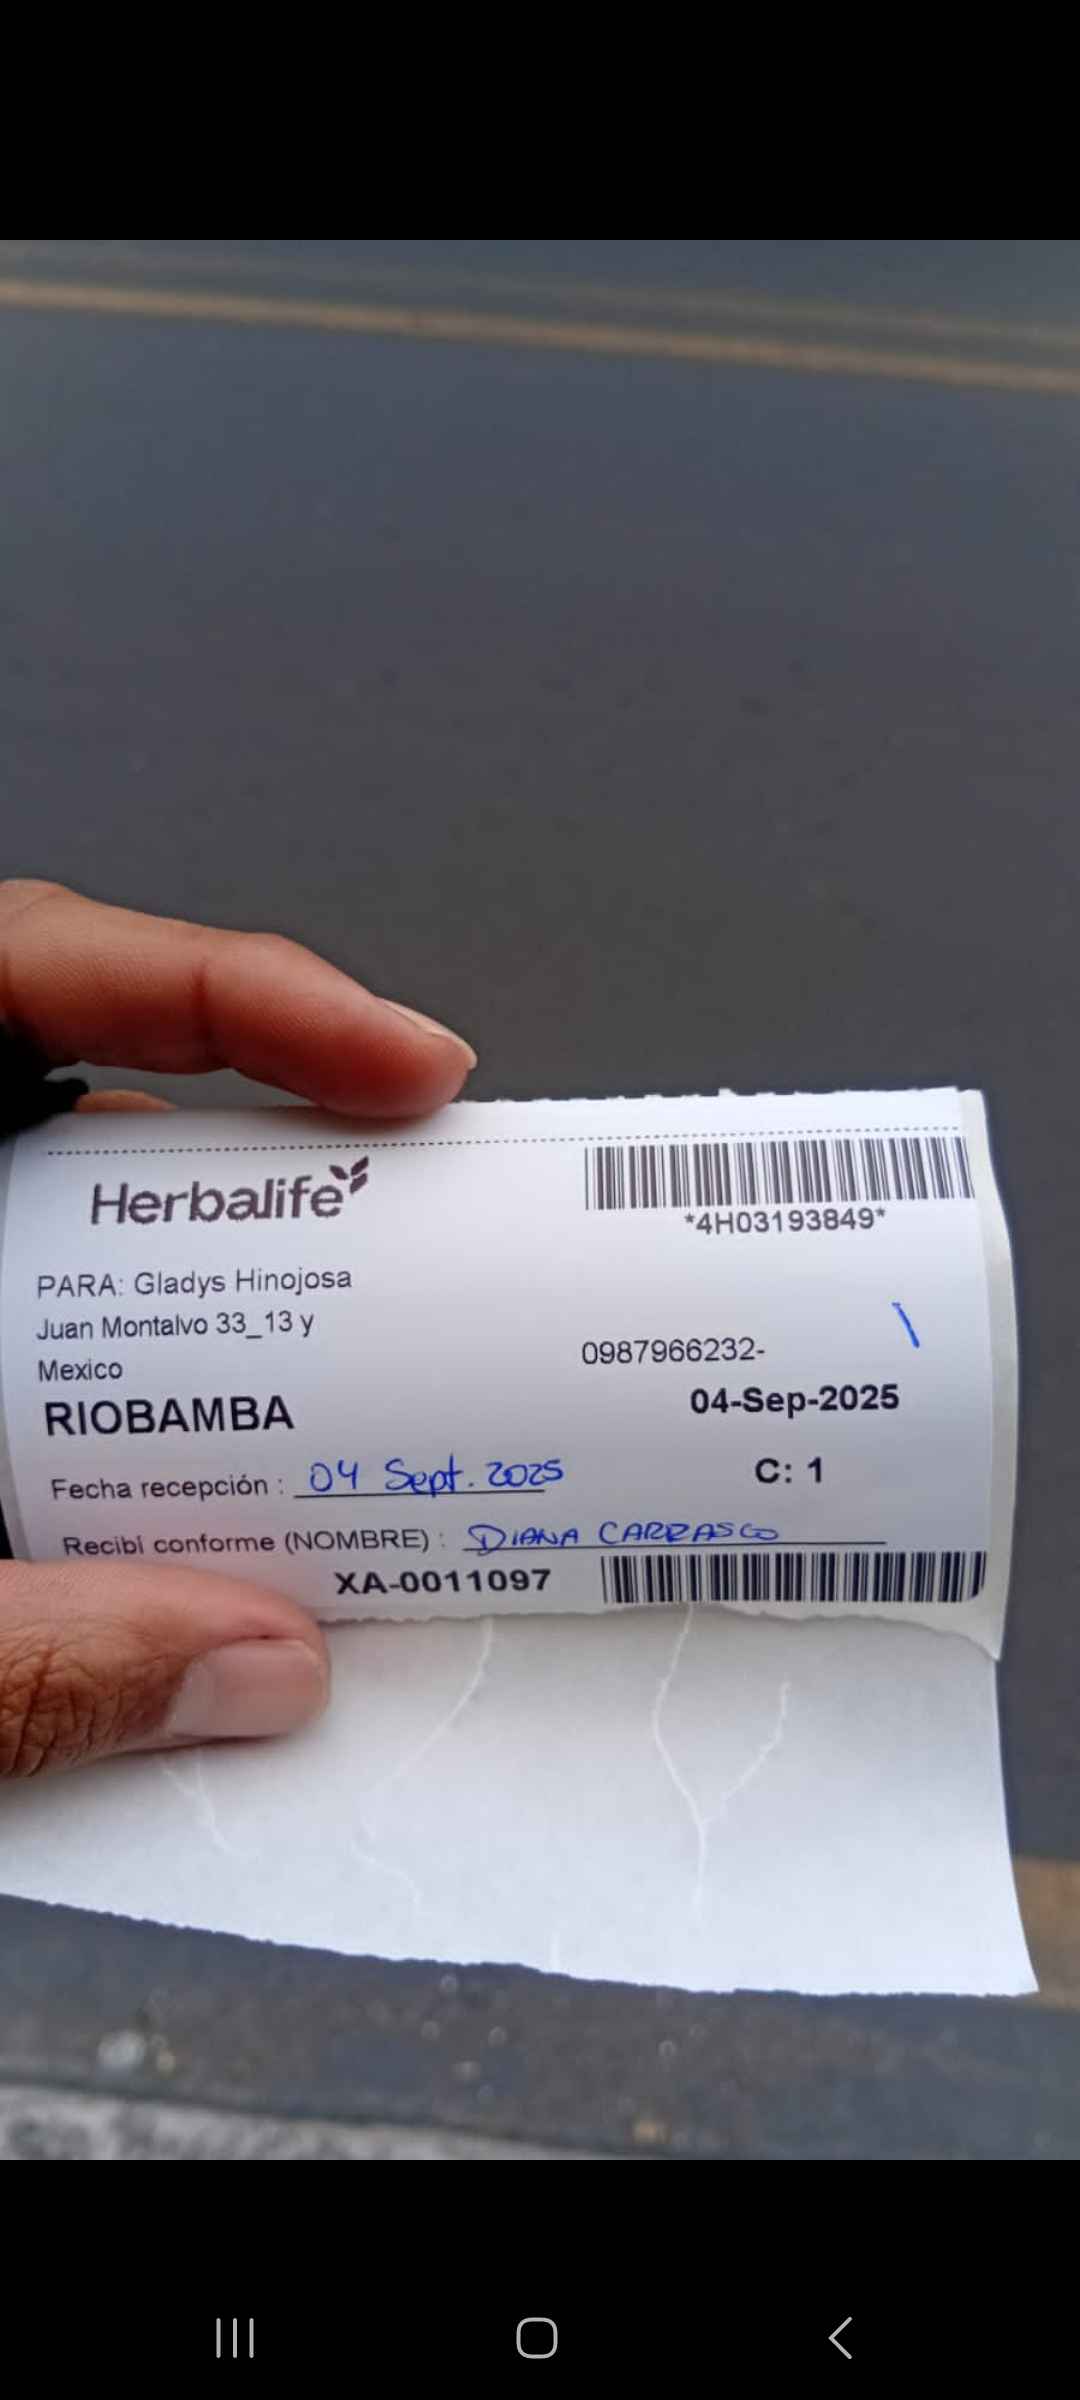 Herbalife
*4H03193849*
PARA: Gladys Hinojosa
Juan Montalvo 33_13 y
Mexico
0987966232-
RIOBAMBA
04-Sep-2025
C: 1
Fecha recepción : 04 Sept. 2025
Recibí conforme (NOMBRE) : DIANA CARRASCO
XA-0011097